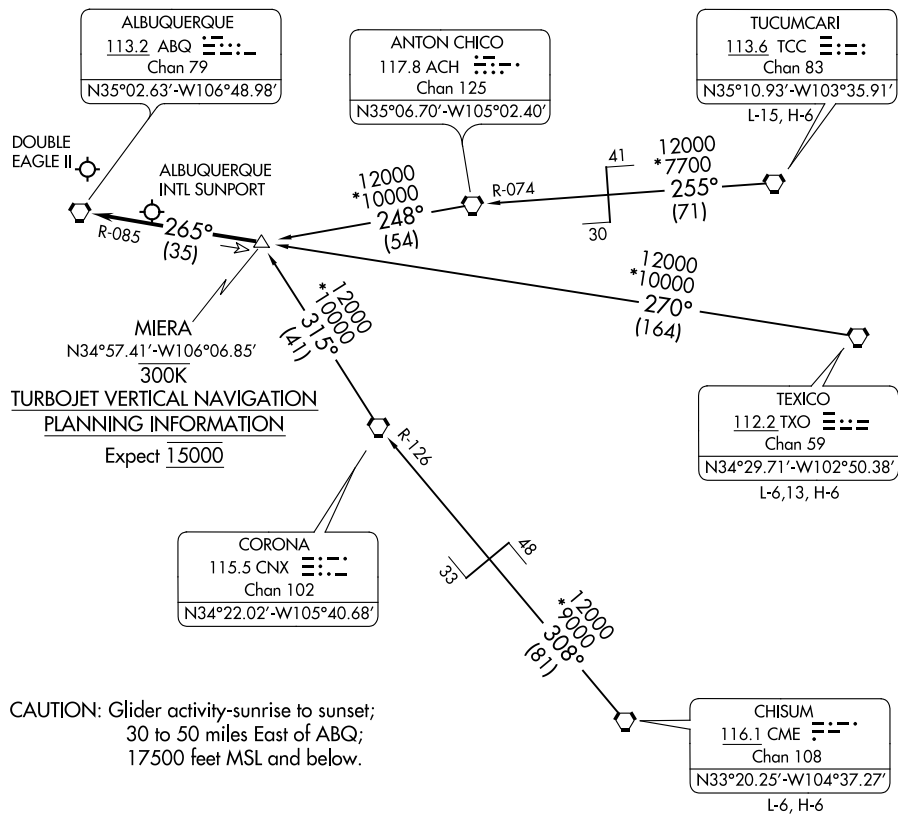 ALBUQUERQUE
113.2 ABQ
Chan 79
N35°02.63'-W106°48.98'
ANTON CHICO
117.8 ACH
Chan 125
N35°06.70'-W105°02.40'
TUCUMCARI
113.6 TCC
Chan 83
N35°10.93'-W103°35.91'
L-15, H-6
DOUBLE
EAGLE II
ALBUQUERQUE
INTL SUNPORT
R-085
265°
(35)
12000
*10000
248°
(54)
R-074
41
30
12000
*7700
255°
(71)
12000
*10000
270°
(164)
12000
*10000
315°
(41)
MIERA
N34°57.41'-W106°06.85'
300K
TURBOJET VERTICAL NAVIGATION
PLANNING INFORMATION
Expect 15000
TEXICO
112.2 TXO
Chan 59
N34°29.71'-W102°50.38'
L-6,13, H-6
R-126
CORONA
115.5 CNX
Chan 102
N34°22.02'-W105°40.68'
48
33
12000
*9000
308°
(81)
CAUTION: Glider activity-sunrise to sunset;
30 to 50 miles East of ABQ;
17500 feet MSL and below.
CHISUM
116.1 CME
Chan 108
N33°20.25'-W104°37.27'
L-6, H-6